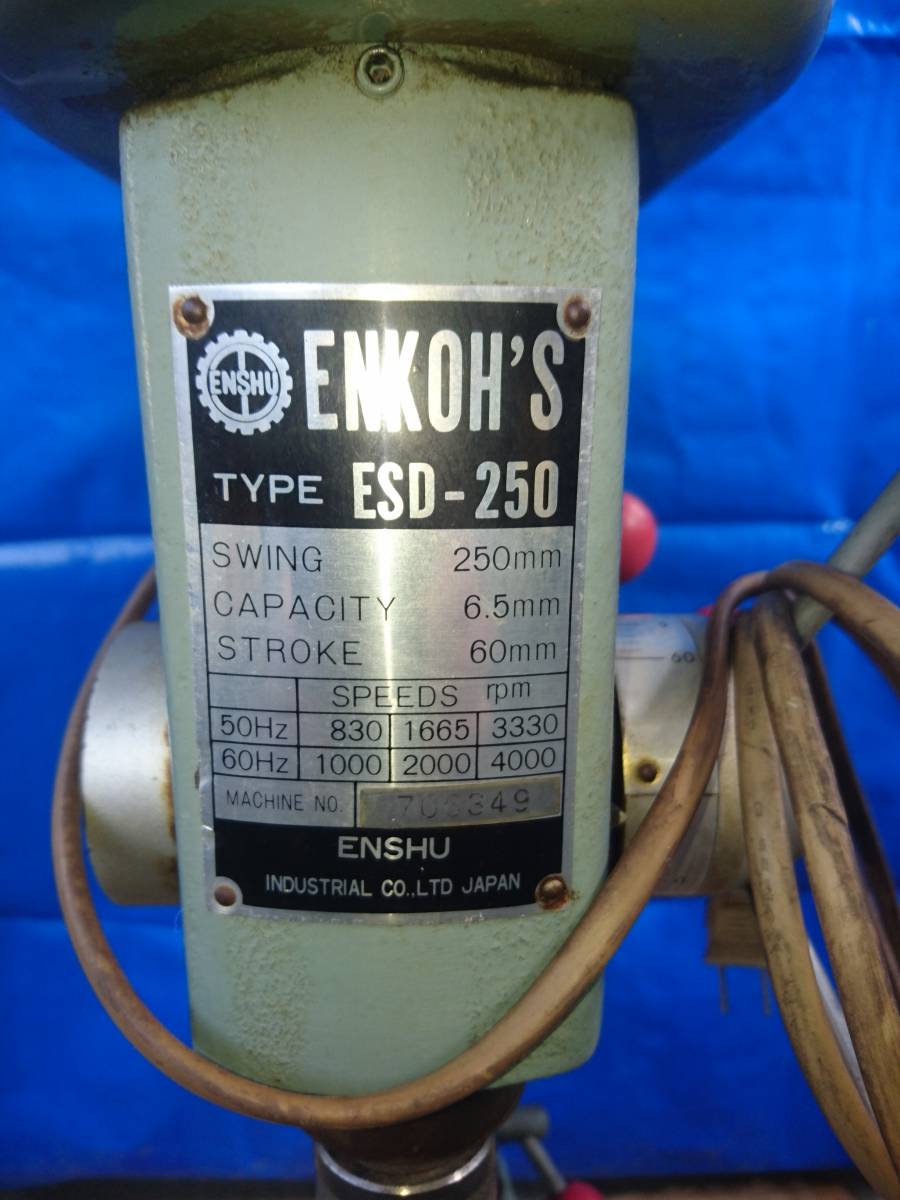 ENSHU
ENKOH'S
TYPE ESD-250
SWING 250mm
CAPACITY 6.5mm
STROKE 60mm
SPEEDS rpm
50Hz 830 1665 3330
60Hz 1000 2000 4000
MACHINE NO.
ENSHU
INDUSTRIAL CO.,LTD JAPAN
60